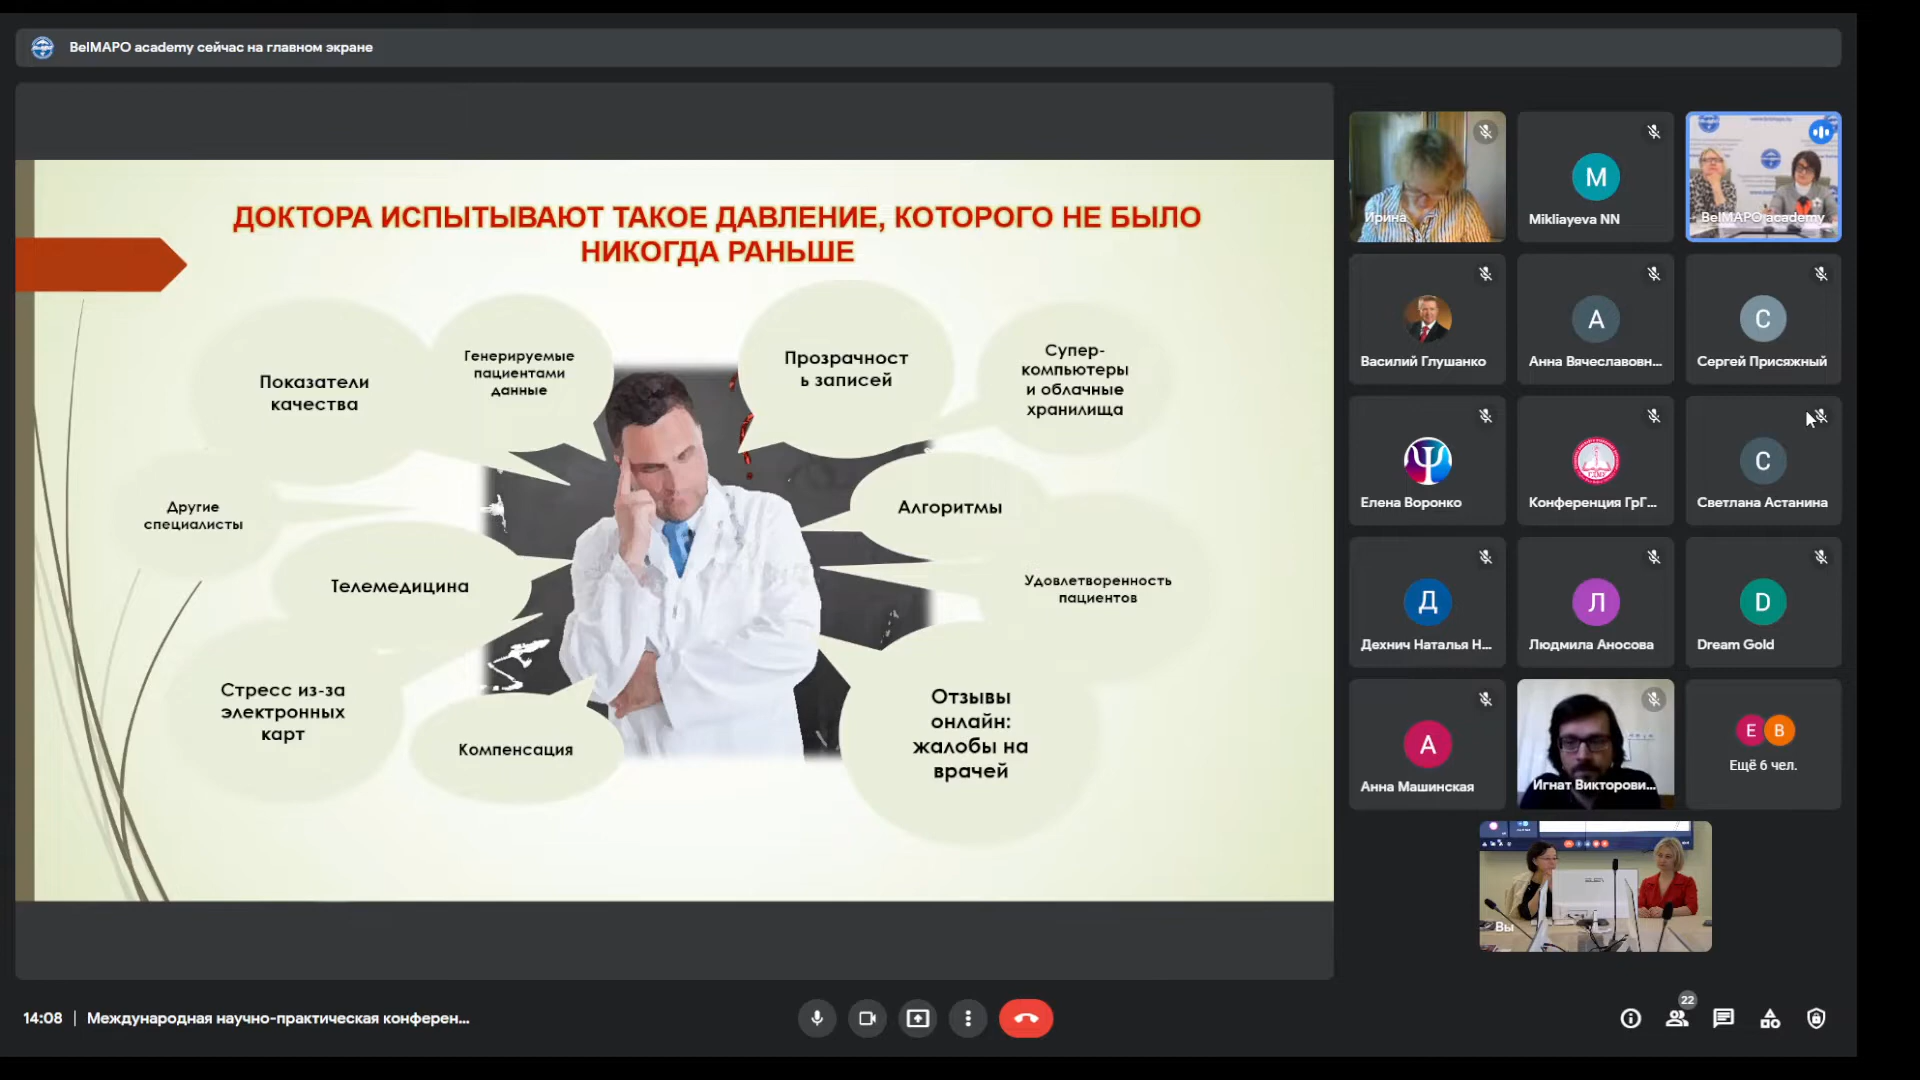 BelMAPO academy сейчас на главном экране
ДОКТОРА ИСПЫТЫВАЮТ ТАКОЕ ДАВЛЕНИЕ, КОТОРОГО НЕ БЫЛО
НИКОГДА РАНЬШЕ
Показатели
качества
Генерируемые
пациентами
данные
Прозрачност
ь записей
Супер-
компьютеры
и облачные
хранилища
Другие
специалисты
Алгоритмы
Телемедицина
Удовлетворенность
пациентов
Стресс из-за
электронных
карт
Компенсация
Отзывы
онлайн:
жалобы на
врачей
Ирина
M
Mikliayeva NN
BelMAPO academy
Василий Глушанко
А
Анна Вячеславовн...
С
Сергей Присяжный
Елена Воронко
Конференция ГрГ...
С
Светлана Астанина
Д
Дехнич Наталья Н...
Л
Людмила Аносова
D
Dream Gold
А
Анна Машинская
Игнат Викторови...
Е В
Ещё 6 чел.
Вы
14:08 | Международная научно-практическая конферен...
22